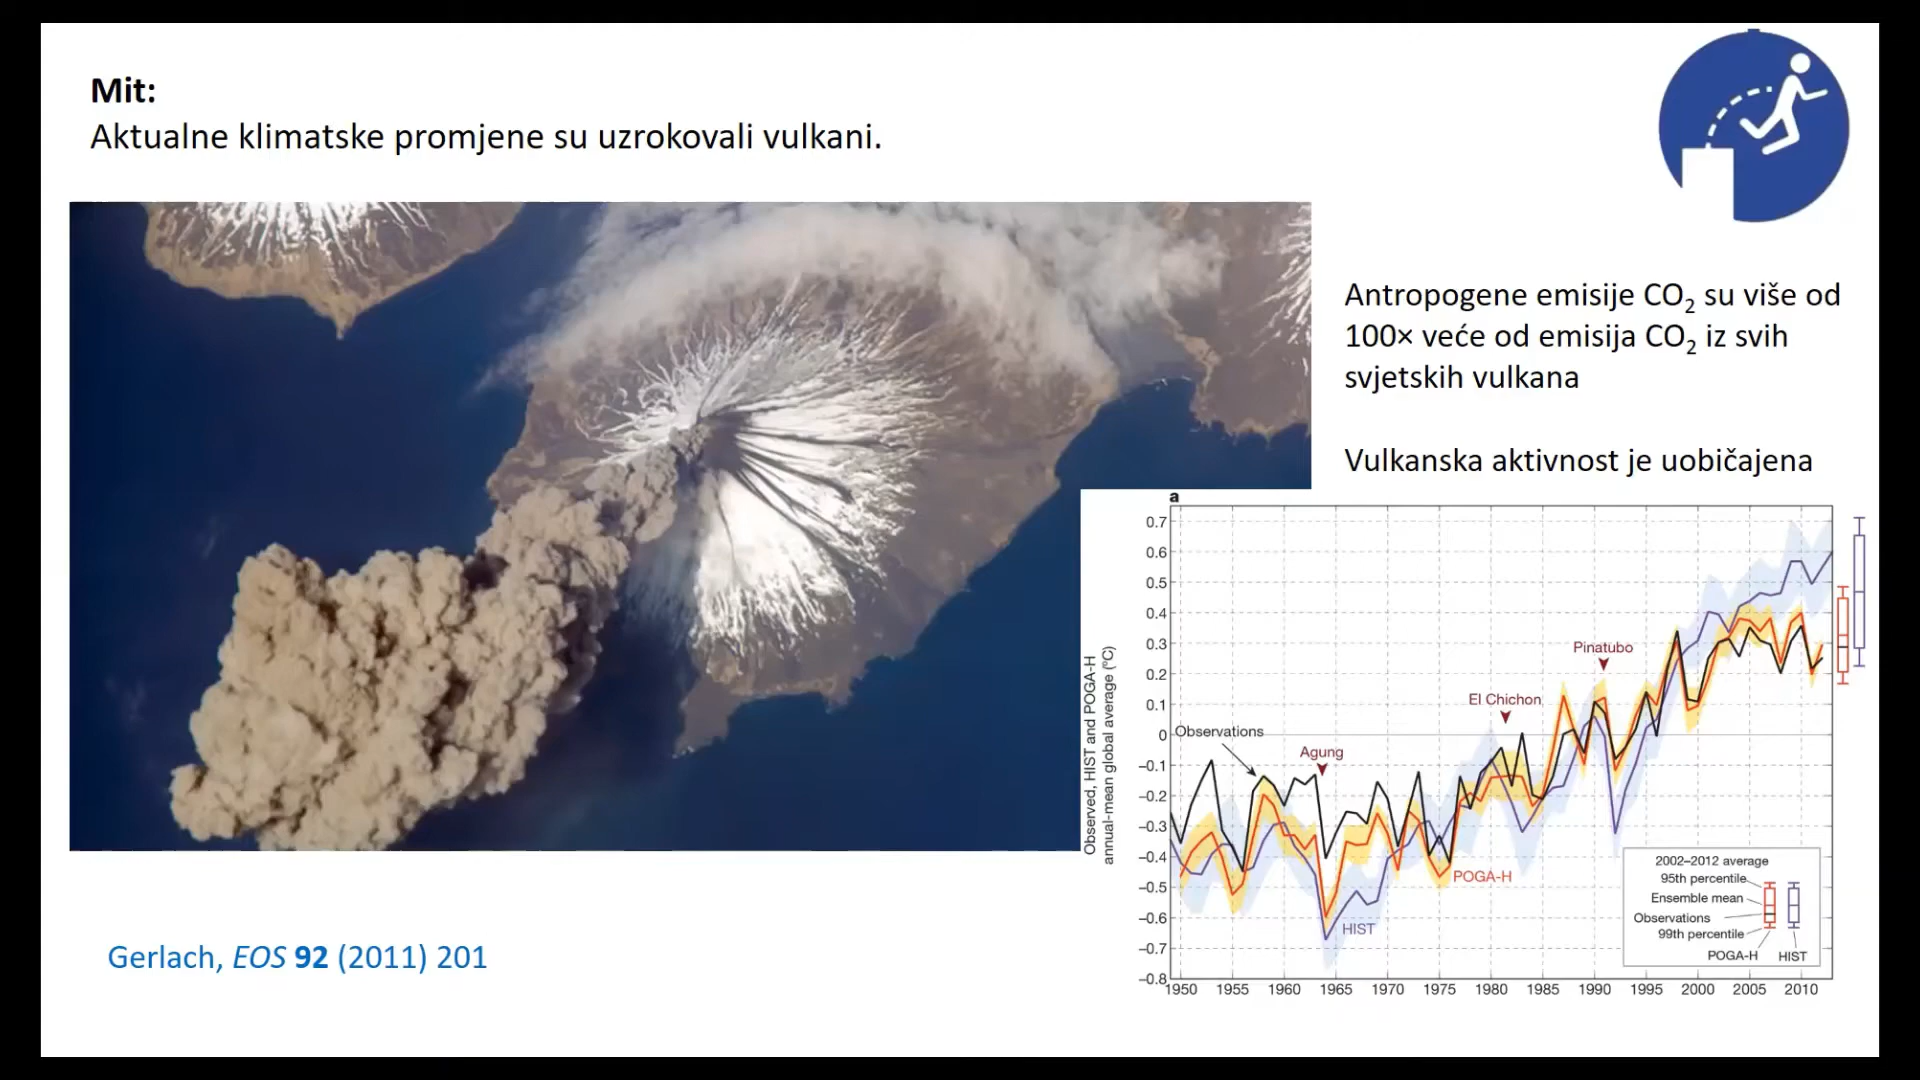 Mit:
Aktualne klimatske promjene su uzrokovali vulkani.
Antropogene emisije CO₂ su više od
100× veće od emisija CO₂ iz svih
svjetskih vulkana
Vulkanska aktivnost je uobičajena
a
Observed, HIST and POGA-H
annual-mean global average (°C)
0.7
0.6
0.5
0.4
0.3
0.2
0.1
0
–0.1
–0.2
–0.3
–0.4
–0.5
–0.6
–0.7
–0.8
Observations
Agung
El Chichon
Pinatubo
POGA-H
HIST
2002–2012 average
95th percentile
Ensemble mean
Observations
99th percentile
POGA-H HIST
1950 1955 1960 1965 1970 1975 1980 1985 1990 1995 2000 2005 2010
Gerlach, EOS 92 (2011) 201